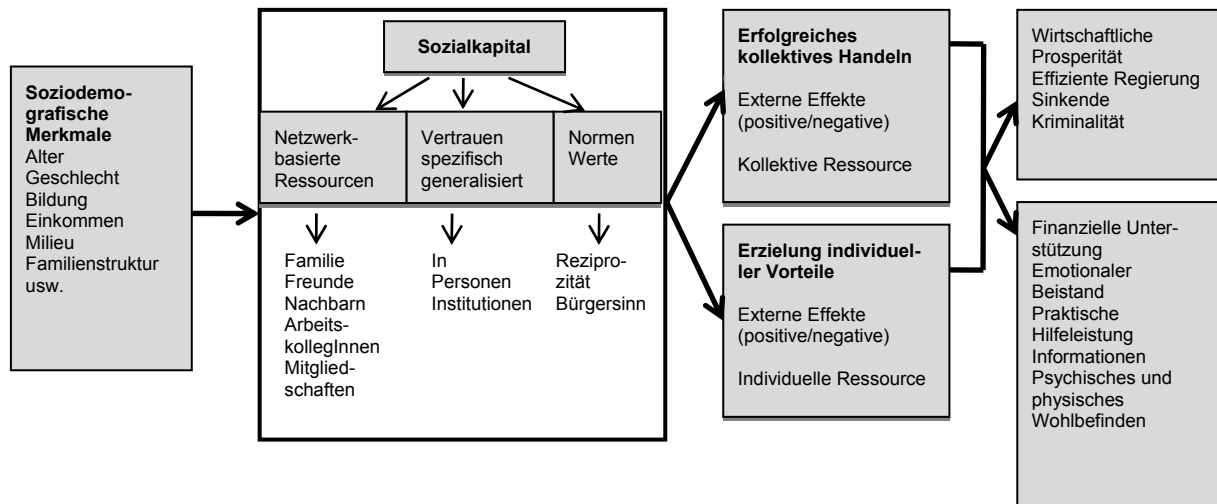 Soziodemo-
grafische
Merkmale
Alter
Geschlecht
Bildung
Einkommen
Milieu
Familienstruktur
usw.
Sozialkapital
Netzwerk-
basierte
Ressourcen
Vertrauen
spezifisch
generalisiert
Normen
Werte
Familie
Freunde
Nachbarn
Arbeits-
kollegInnen
Mitglied-
schaften
In
Personen
Institutionen
Rezipro-
zität
Bürgersinn
Erfolgreiches
kollektives Handeln
Externe Effekte
(positive/negative)
Kollektive Ressource
Erzielung individuel-
ler Vorteile
Externe Effekte
(positive/negative)
Individuelle Ressource
Wirtschaftliche
Prosperität
Effiziente Regierung
Sinkende
Kriminalität
Finanzielle Unter-
stützung
Emotionaler
Beistand
Praktische
Hilfeleistung
Informationen
Psychisches und
physisches
Wohlbefinden